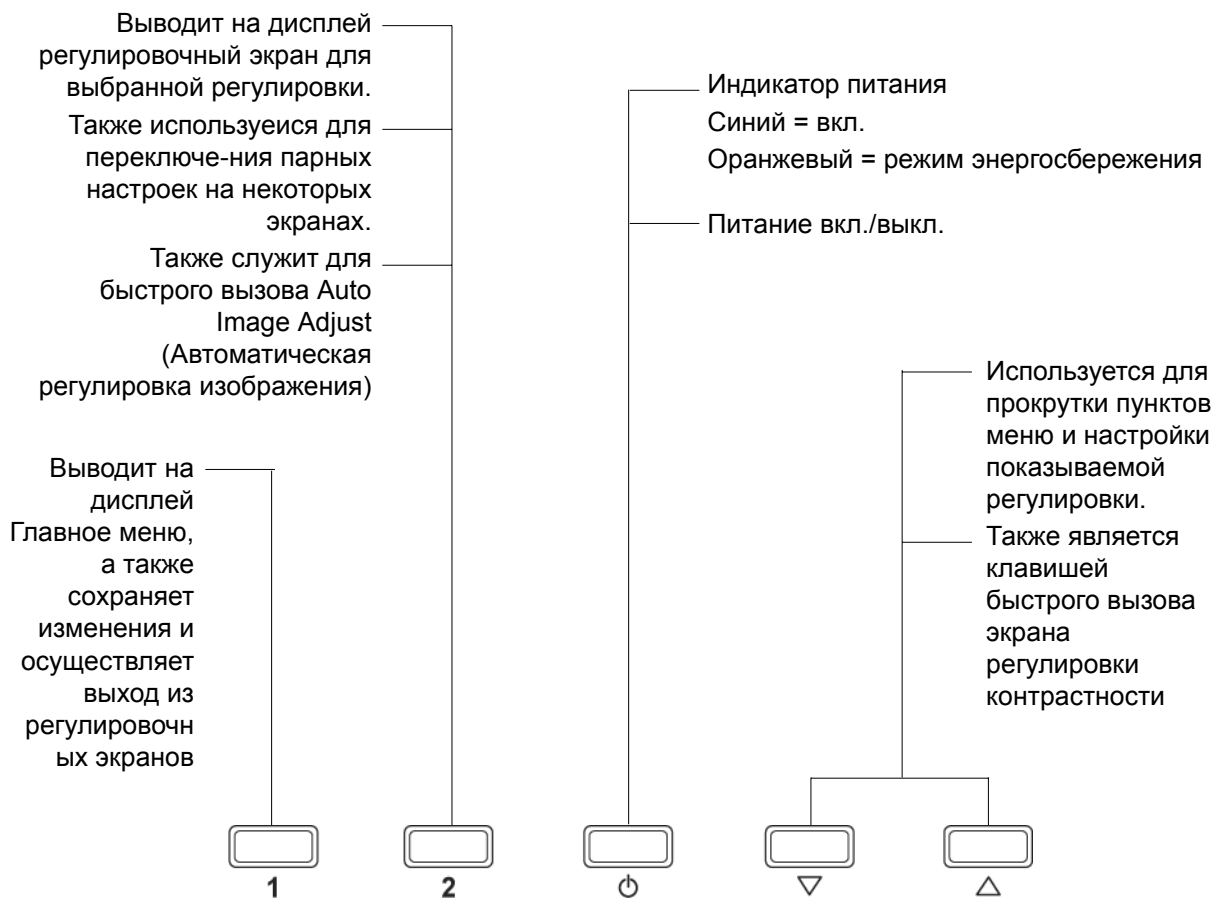 Выводит на дисплей
регулировочный экран для
выбранной регулировки.
Также используеися для
переключе-ния парных
настроек на некоторых
экранах.
Также служит для
быстрого вызова Auto
Image Adjust
(Автоматическая
регулировка изображения)
Выводит на
дисплей
Главное меню,
а также
сохраняет
изменения и
осуществляет
выход из
регулировочн
ых экранов
Индикатор питания
Синий = вкл.
Оранжевый = режим энергосбережения
Питание вкл./выкл.
Используется для
прокрутки пунктов
меню и настройки
показываемой
регулировки.
Также является
клавишей
быстрого вызова
экрана
регулировки
контрастности
1 2